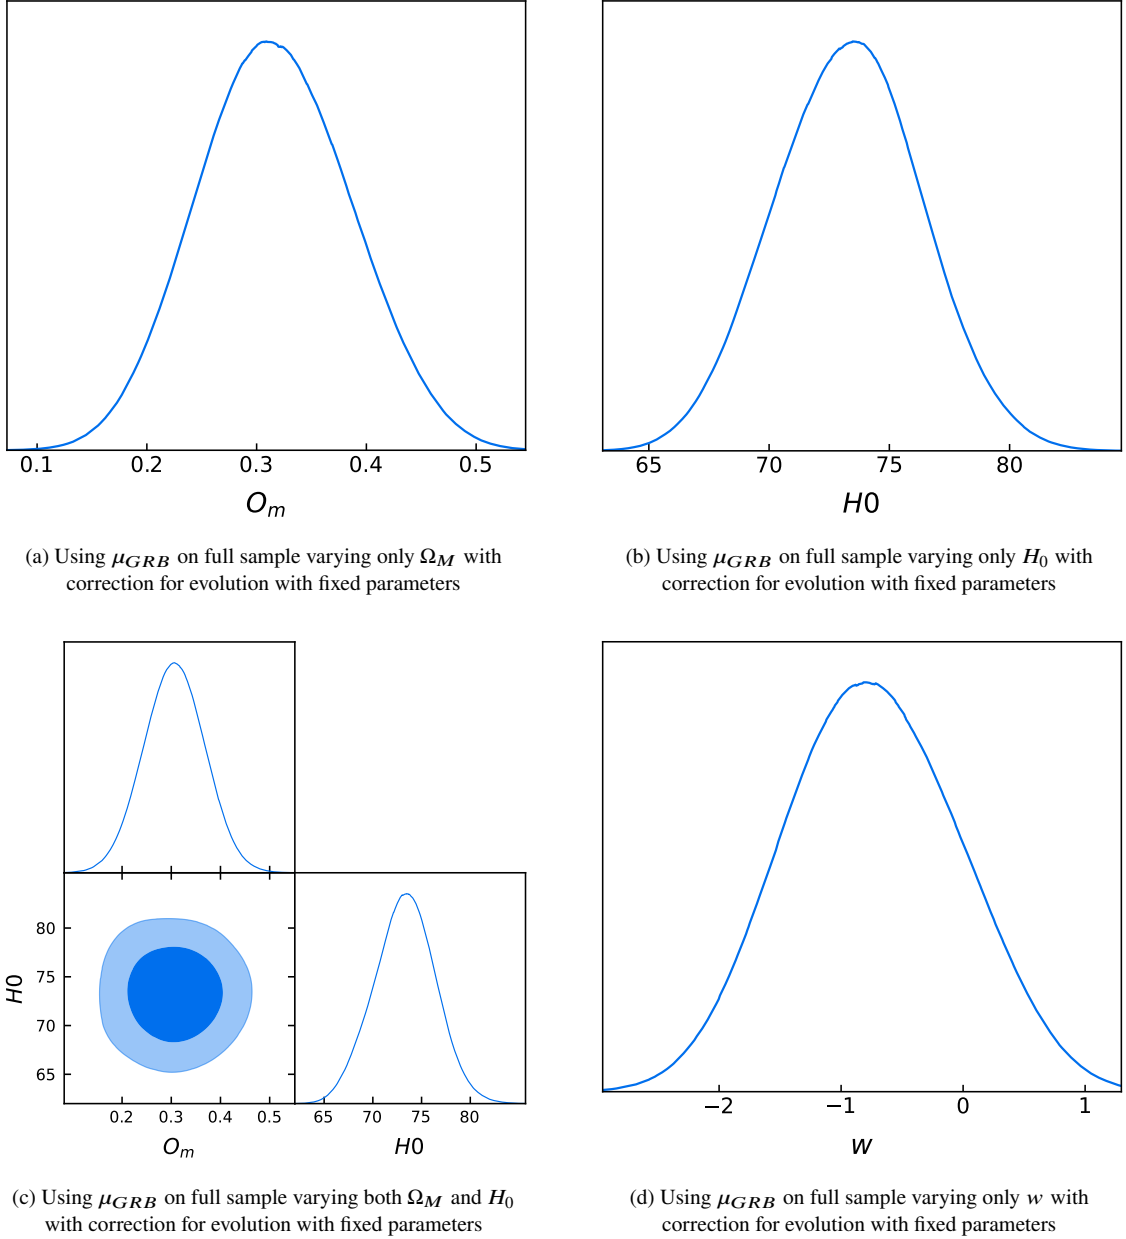 0.1 0.2 0.3 0.4 0.5
O_m
(a) Using μ_GRB on full sample varying only Ω_M with
correction for evolution with fixed parameters
65 70 75 80
H0
(b) Using μ_GRB on full sample varying only H_0 with
correction for evolution with fixed parameters
80
75
70
65
H0
0.2 0.3 0.4 0.5
O_m
65 70 75 80
H0
(c) Using μ_GRB on full sample varying both Ω_M and H_0
with correction for evolution with fixed parameters
−2 −1 0 1
w
(d) Using μ_GRB on full sample varying only w with
correction for evolution with fixed parameters